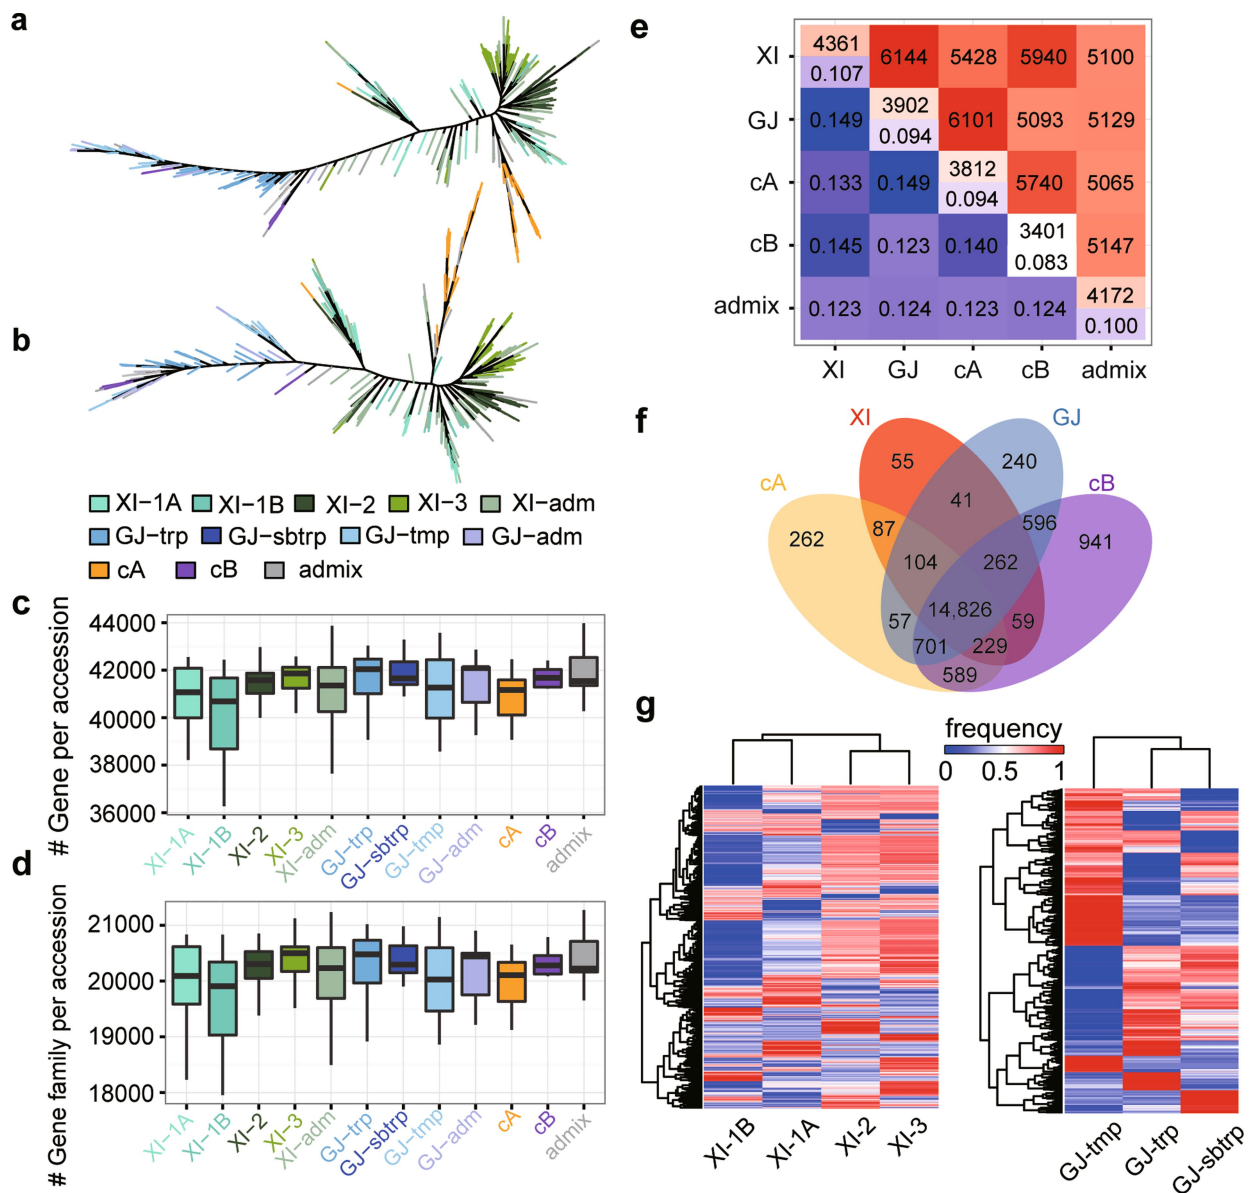 a
b
XI−1A XI−1B XI−2 XI−3 XI−adm
GJ−trp GJ−sbtrp GJ−tmp GJ−adm
cA cB admix
c
# Gene per accession
44000
42000
40000
38000
36000
XI−1A XI−1B XI−2 XI−3 XI−adm GJ−trp GJ−sbtrp GJ−tmp GJ−adm cA cB admix
d
# Gene family per accession
21000
20000
19000
18000
XI−1A XI−1B XI−2 XI−3 XI−adm GJ−trp GJ−sbtrp GJ−tmp GJ−adm cA cB admix
e
XI 4361 6144 5428 5940 5100
0.107
GJ 0.149 3902 6101 5093 5129
0.094
cA 0.133 0.149 3812 5740 5065
0.094
cB 0.145 0.123 0.140 3401 5147
0.083
admix 0.123 0.124 0.123 0.124 4172
0.100
XI GJ cA cB admix
f
XI GJ
cA cB
55 240
41
262 87 596 941
104 262
14,826
57 59
701 229
589
g
frequency
0 0.5 1
XI-1B XI-1A XI-2 XI-3
GJ-tmp GJ-trp GJ-sbtrp